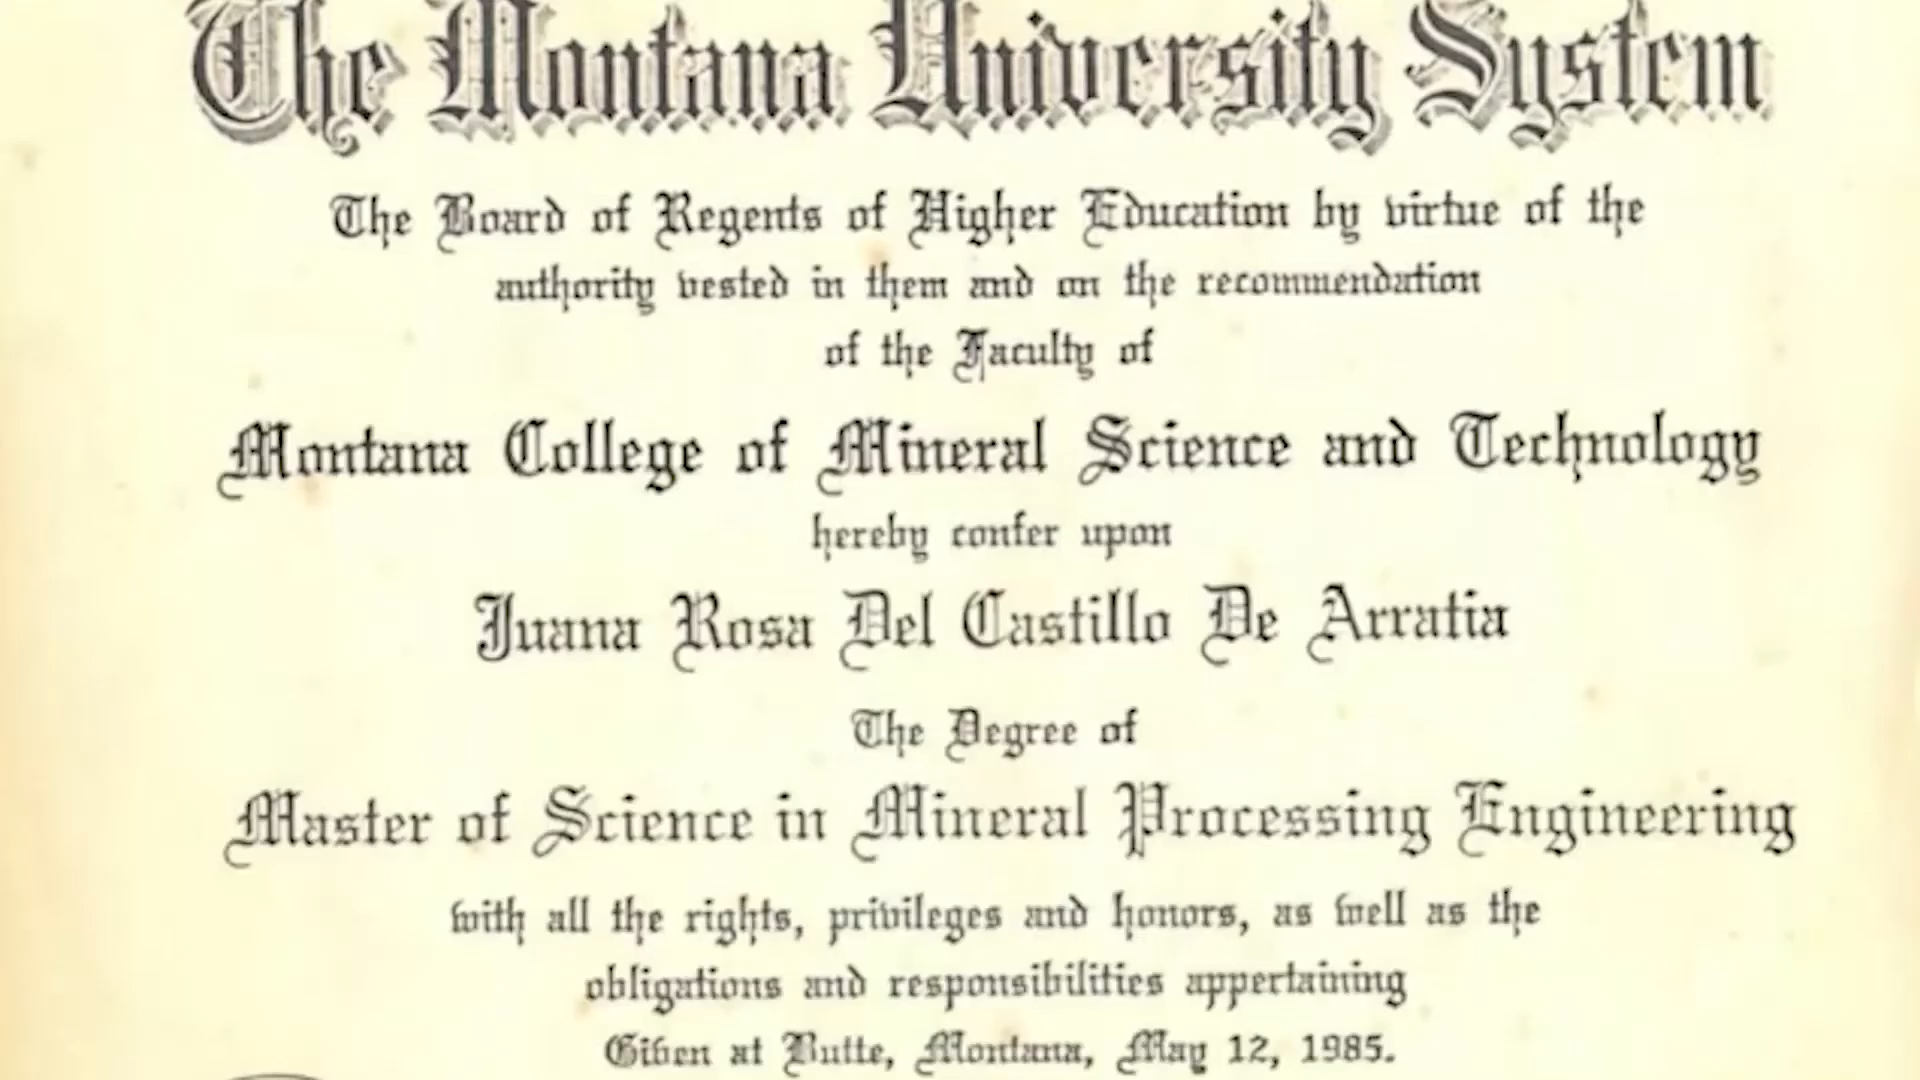 The Montana University System
The Board of Regents of Higher Education by virtue of the
authority vested in them and on the recommendation
of the Faculty of
Montana College of Mineral Science and Technology
hereby confer upon
Juana Rosa Del Castillo De Arratia
The Degree of
Master of Science in Mineral Processing Engineering
with all the rights, privileges and honors, as well as the
obligations and responsibilities appertaining
Given at Butte, Montana, May 12, 1985.